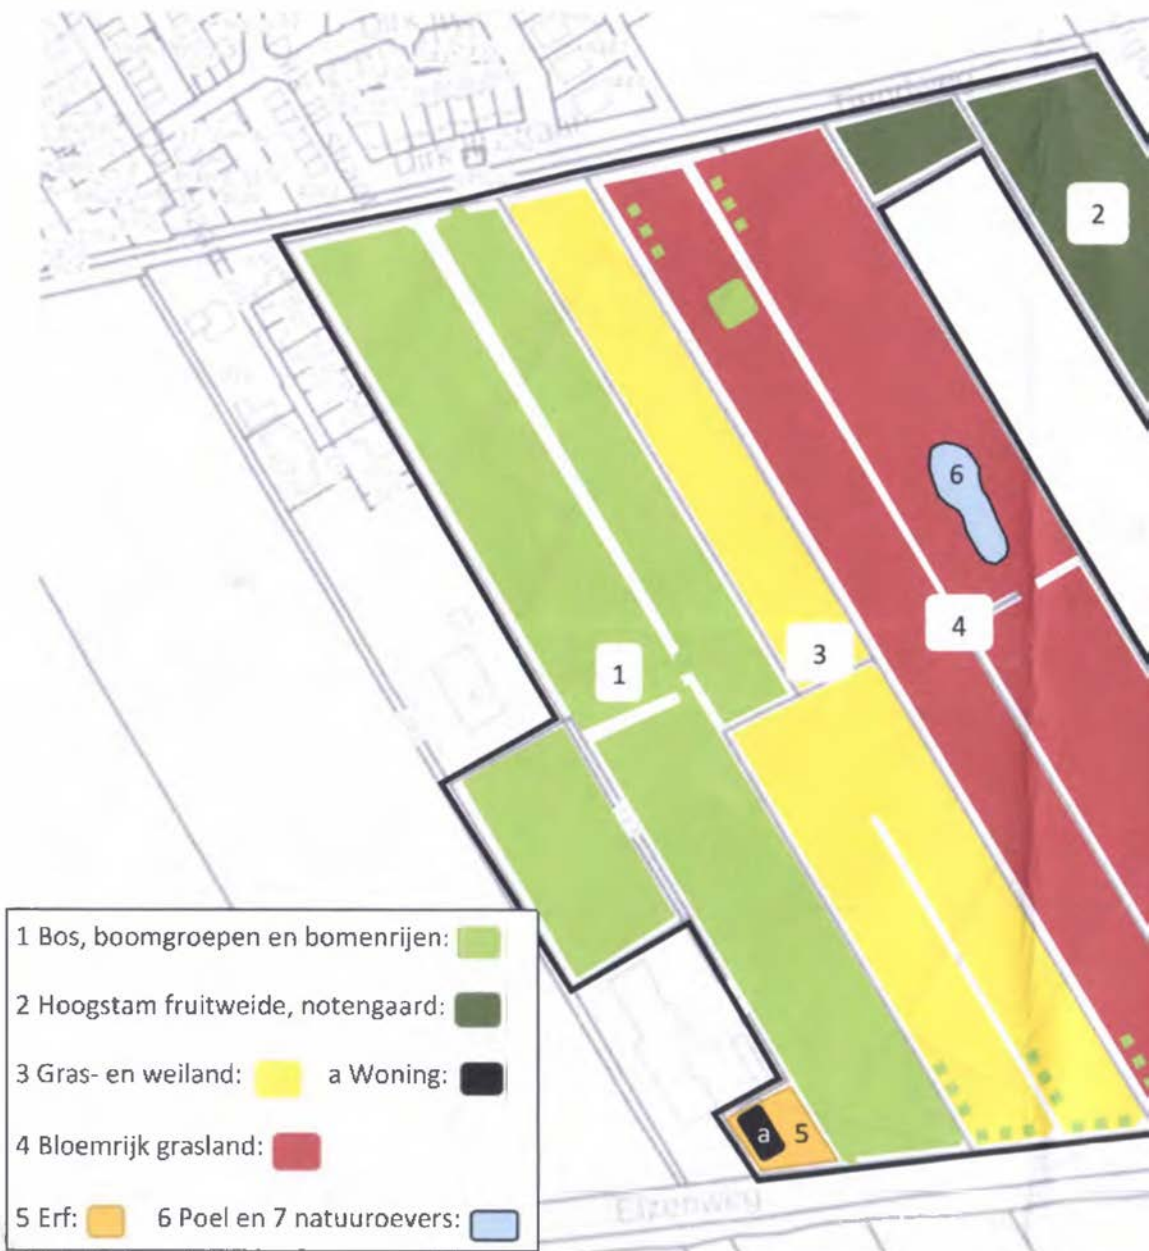 2
6
4
3
1
a 5
1 Bos, boomgroepen en bomenrijen:
2 Hoogstam fruitweide, notengaard:
3 Gras- en weiland: a Woning:
4 Bloemrijk grasland:
5 Erf: 6 Poel en 7 natuuroevers:
Elzenweg